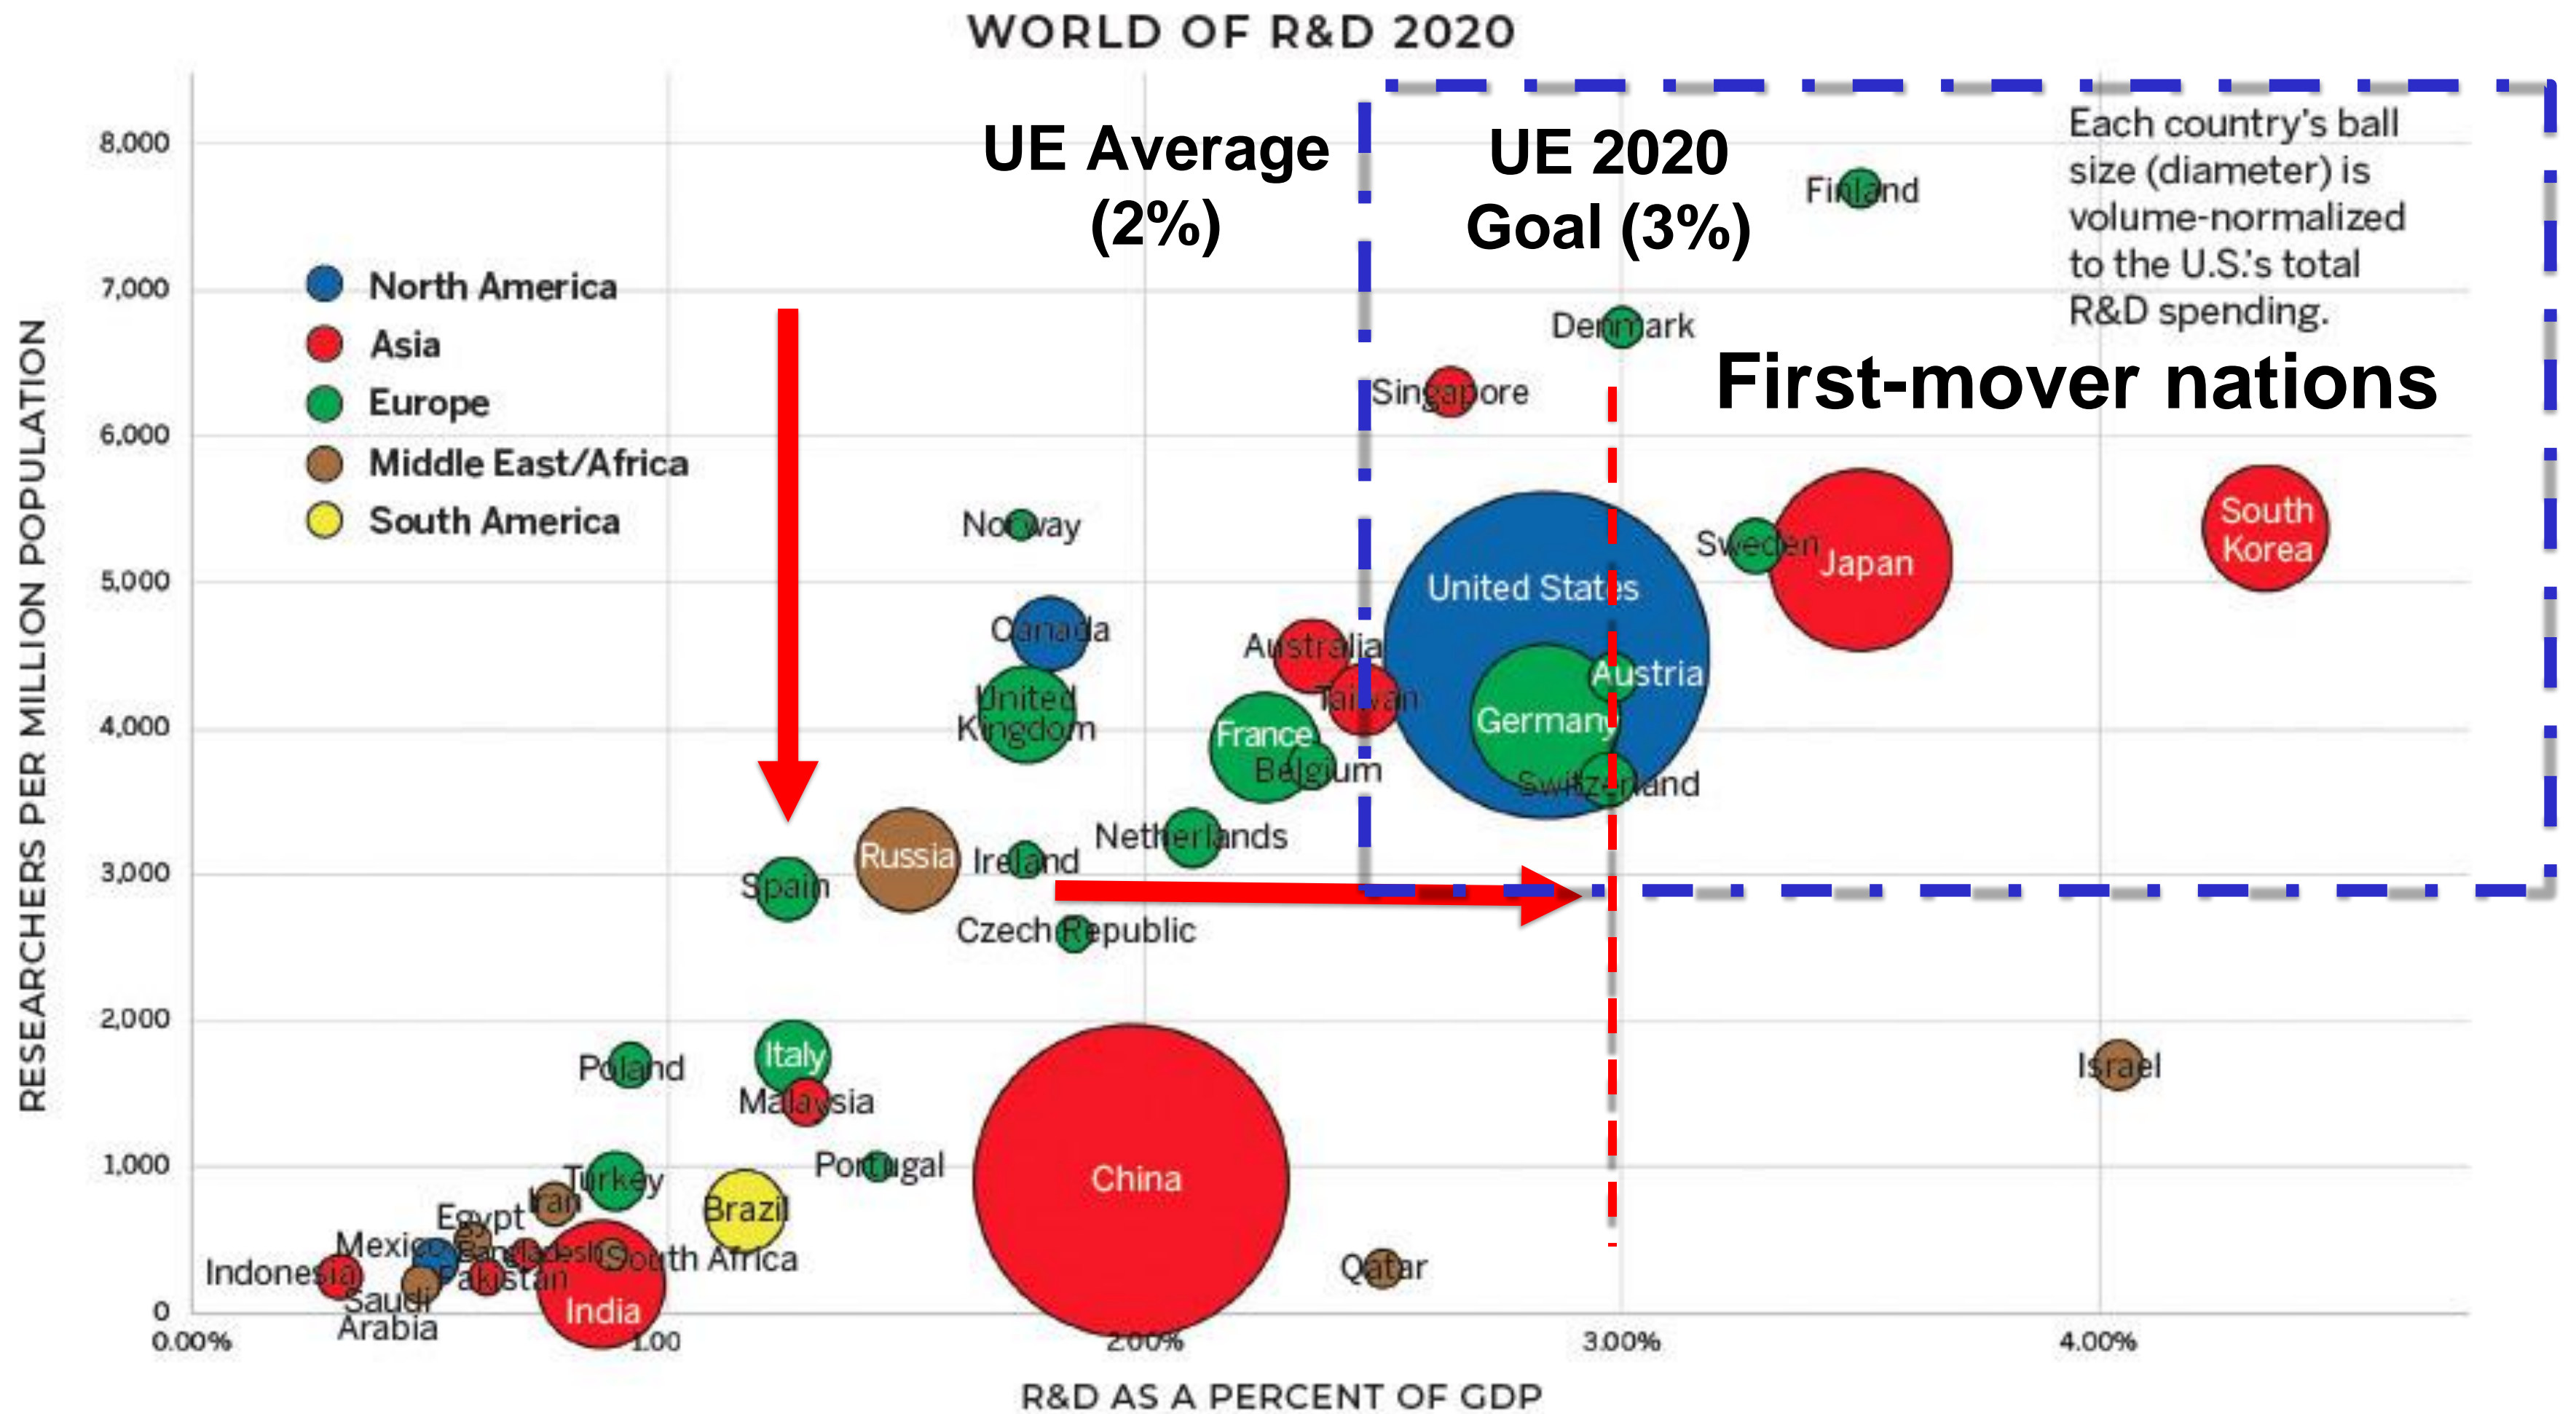 WORLD OF R&D 2020
UE Average
(2%)
UE 2020
Goal (3%)
Each country's ball
size (diameter) is
volume-normalized
to the U.S.'s total
R&D spending.
First-mover nations
North America
Asia
Europe
Middle East/Africa
South America
RESEARCHERS PER MILLION POPULATION
8,000
7,000
6,000
5,000
4,000
3,000
2,000
1,000
0
Finland
Denmark
Singapore
Norway
South
Korea
Sweden
Japan
United States
Canada
Australia
Austria
United
Kingdom
Taiwan
Germany
France
Belgium
Switzerland
Netherlands
Russia
Ireland
Spain
Czech Republic
Italy
Poland
Israel
Malaysia
Portugal
Turkey
China
Iran
Brazil
Egypt
Mexico
Bangladesh
South Africa
Indonesia
Pakistan
Qatar
Saudi
Arabia
India
0.00%
1.00
2.00%
3.00%
4.00%
R&D AS A PERCENT OF GDP